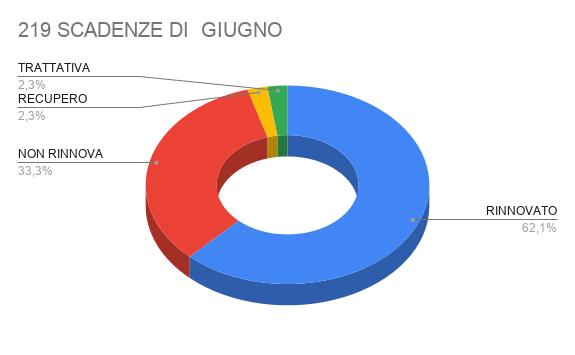 219 SCADENZE DI  GIUGNO
TRATTATIVA
2,3%
RECUPERO
2,3%
NON RINNOVA
33,3%
RINNOVATO
62,1%